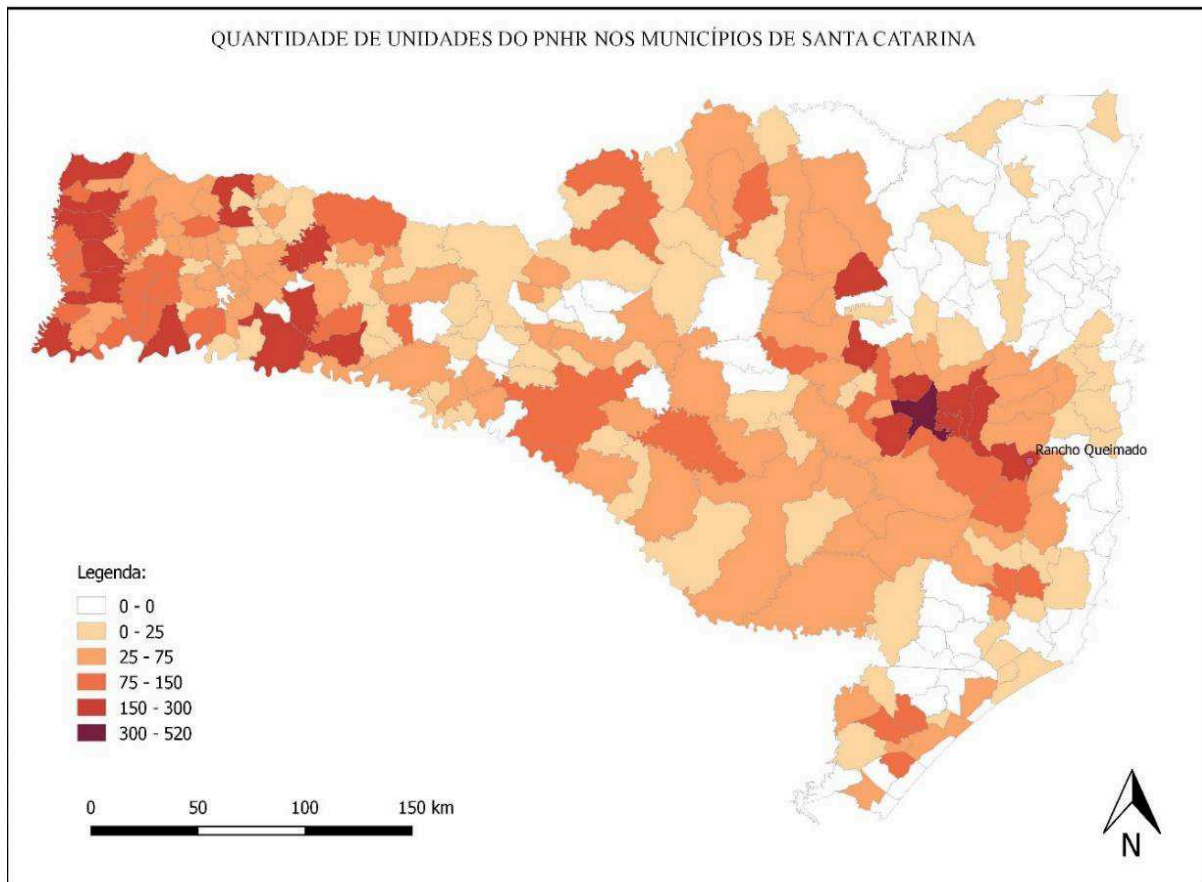 QUANTIDADE DE UNIDADES DO PNHR NOS MUNICÍPIOS DE SANTA CATARINA
Rancho Queimado
Legenda:
0 - 0
0 - 25
25 - 75
75 - 150
150 - 300
300 - 520
0 50 100 150 km
N